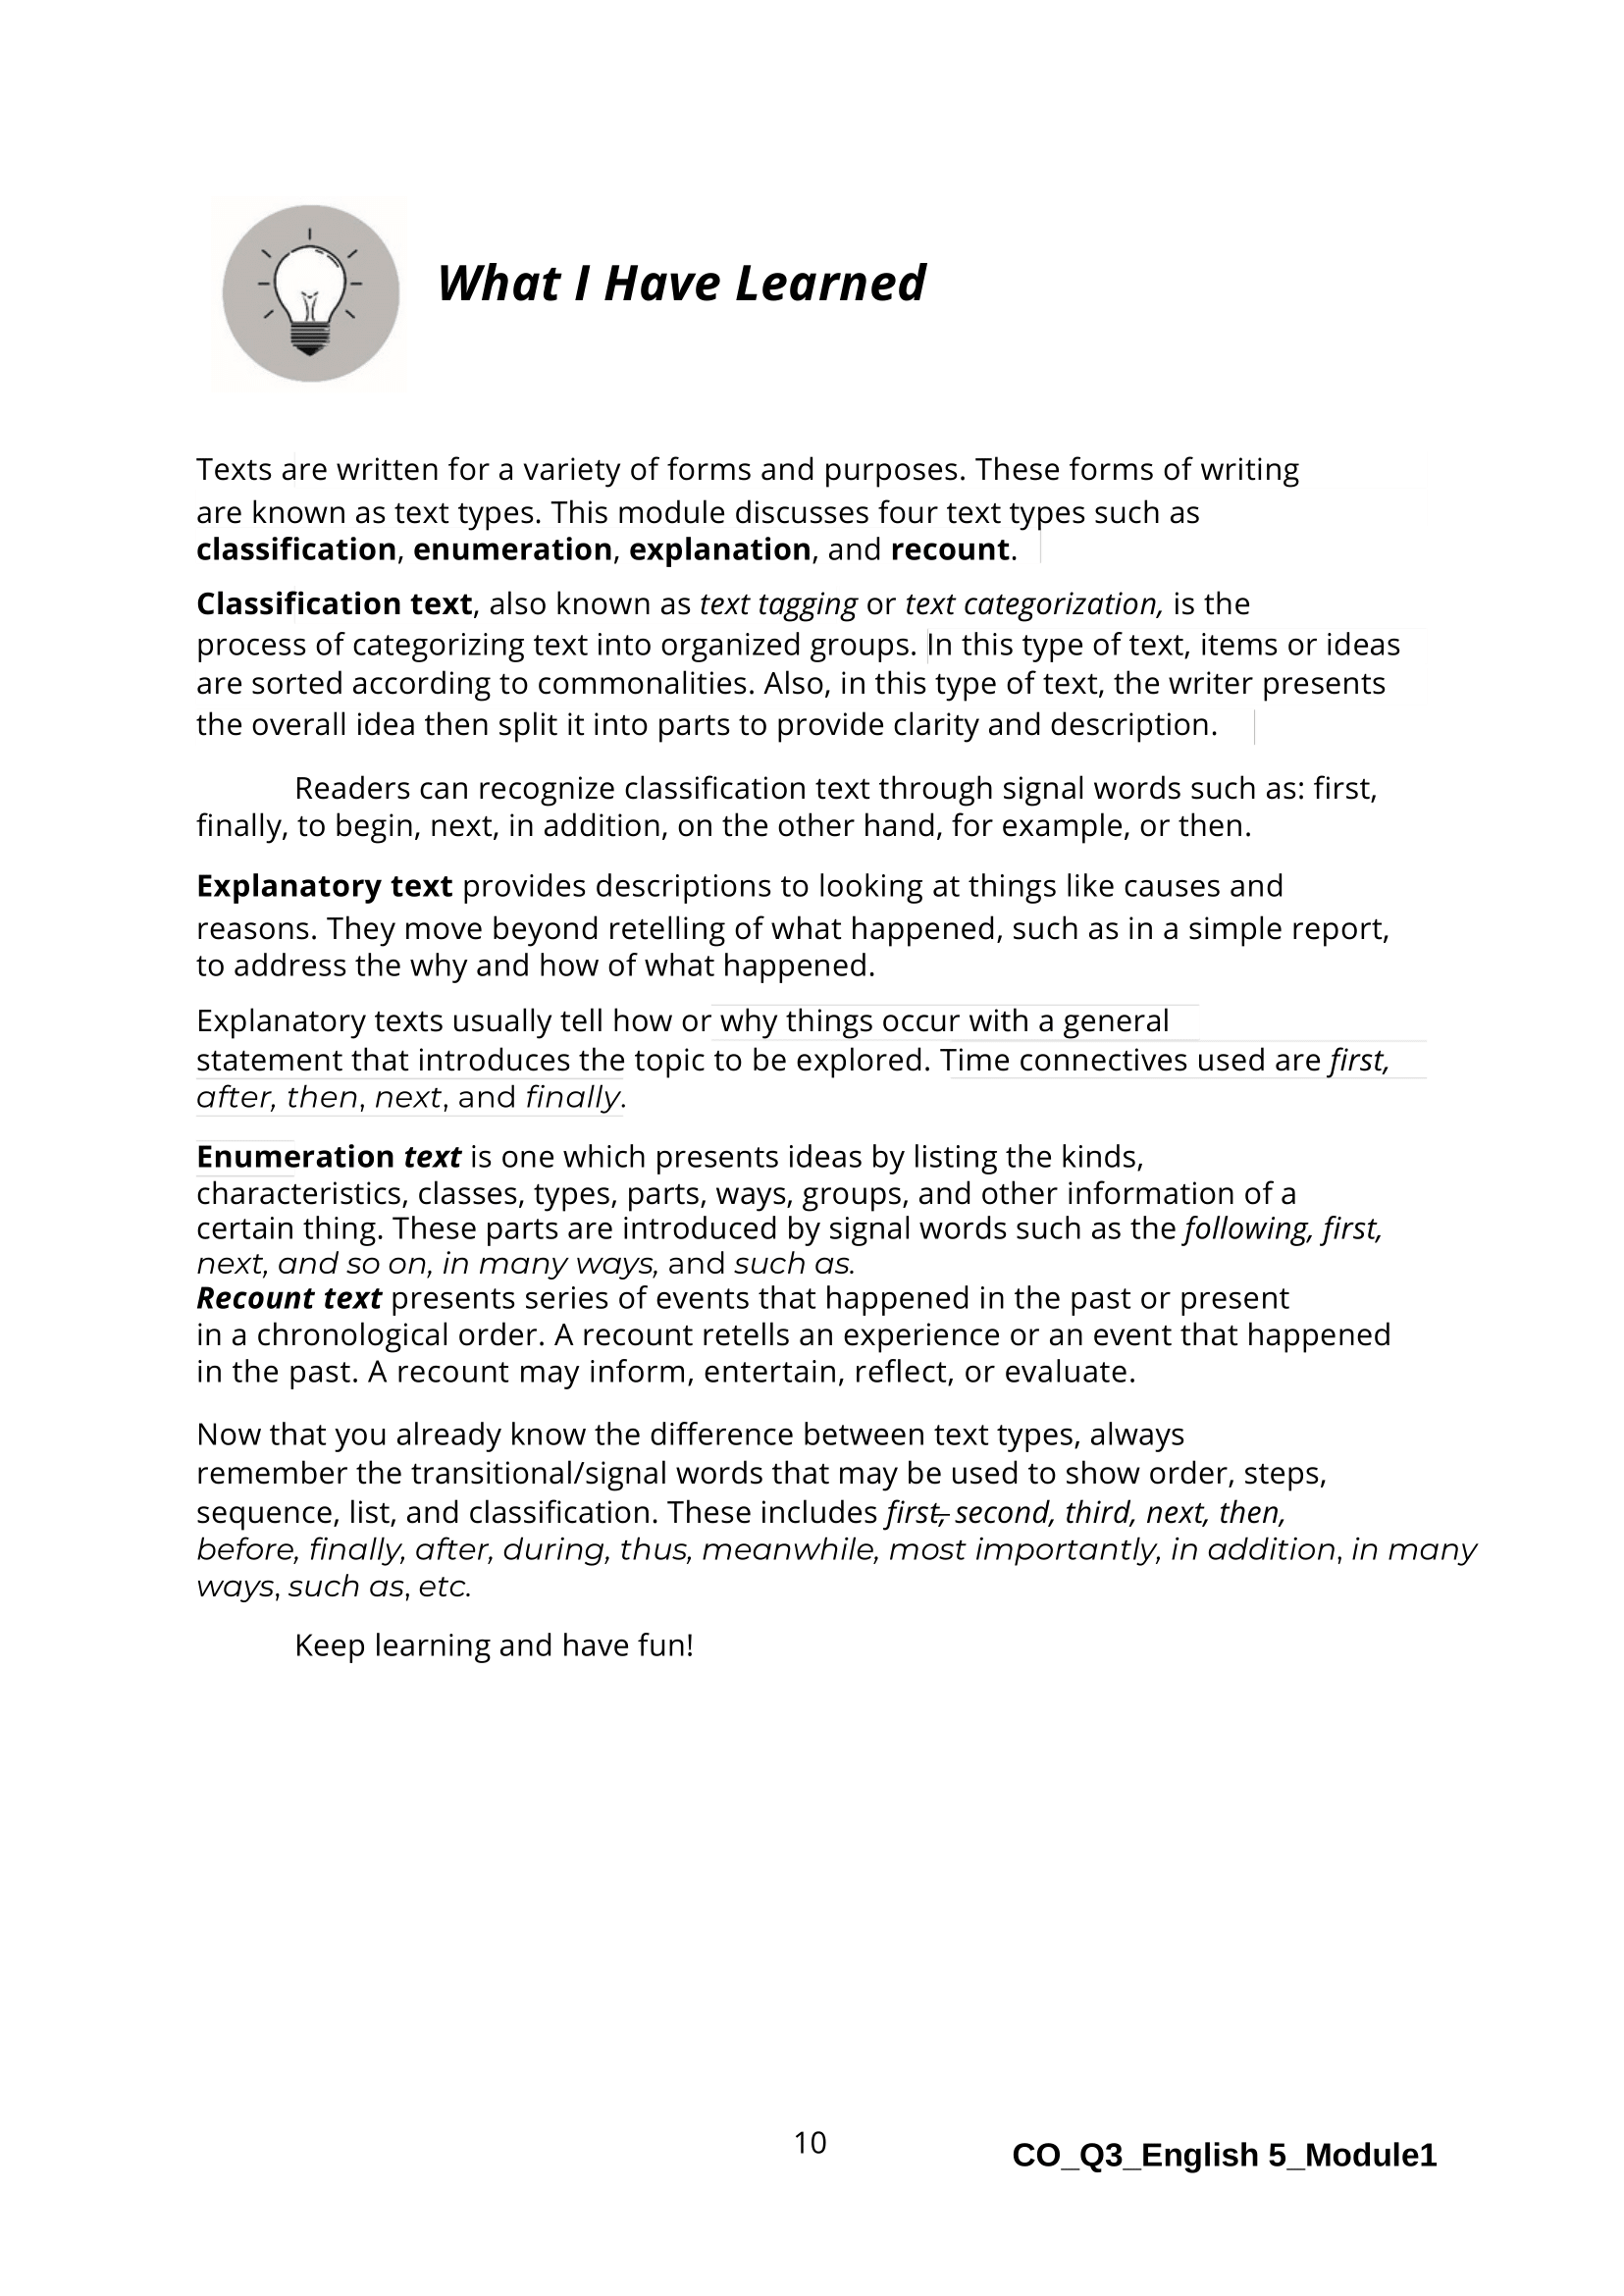 What I Have Learned
Texts are written for a variety of forms and purposes. These forms of writing
are known as text types. This module discusses four text types such as
classification, enumeration, explanation, and recount.
Classification text, also known as text tagging or text categorization, is the
process of categorizing text into organized groups. In this type of text, items or ideas
are sorted according to commonalities. Also, in this type of text, the writer presents
the overall idea then split it into parts to provide clarity and description.
Readers can recognize classification text through signal words such as: first,
finally, to begin, next, in addition, on the other hand, for example, or then.
Explanatory text provides descriptions to looking at things like causes and
reasons. They move beyond retelling of what happened, such as in a simple report,
to address the why and how of what happened.
Explanatory texts usually tell how or why things occur with a general
statement that introduces the topic to be explored. Time connectives used are first,
after, then, next, and finally.
Enumeration text is one which presents ideas by listing the kinds,
characteristics, classes, types, parts, ways, groups, and other information of a
certain thing. These parts are introduced by signal words such as the following, first,
next, and so on, in many ways, and such as.
Recount text presents series of events that happened in the past or present
in a chronological order. A recount retells an experience or an event that happened
in the past. A recount may inform, entertain, reflect, or evaluate.
Now that you already know the difference between text types, always
remember the transitional/signal words that may be used to show order, steps,
sequence, list, and classification. These includes first, second, third, next, then,
before, finally, after, during, thus, meanwhile, most importantly, in addition, in many
ways, such as, etc.
Keep learning and have fun!
10
CO_Q3_English 5_Module1